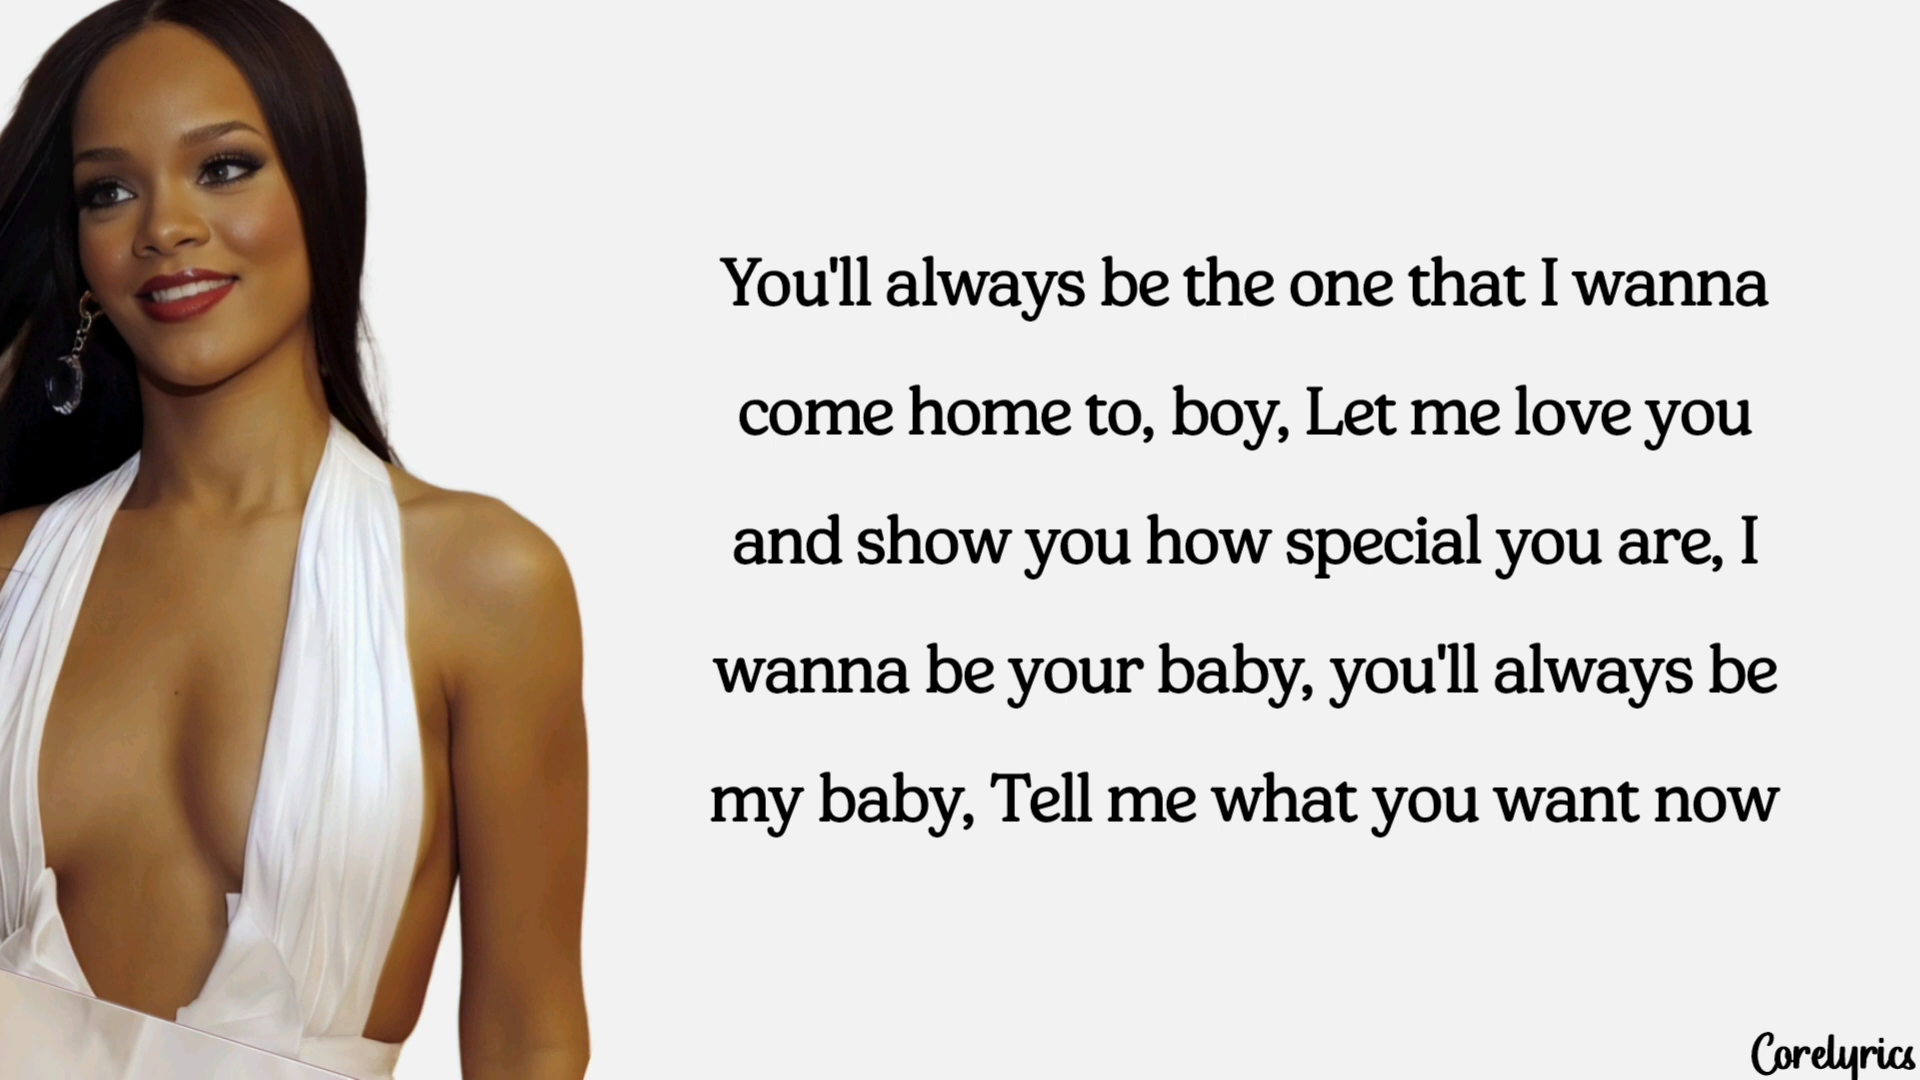 You'll always be the one that I wanna
come home to, boy, Let me love you
and show you how special you are, I
wanna be your baby, you'll always be
my baby, Tell me what you want now
Corelyrics